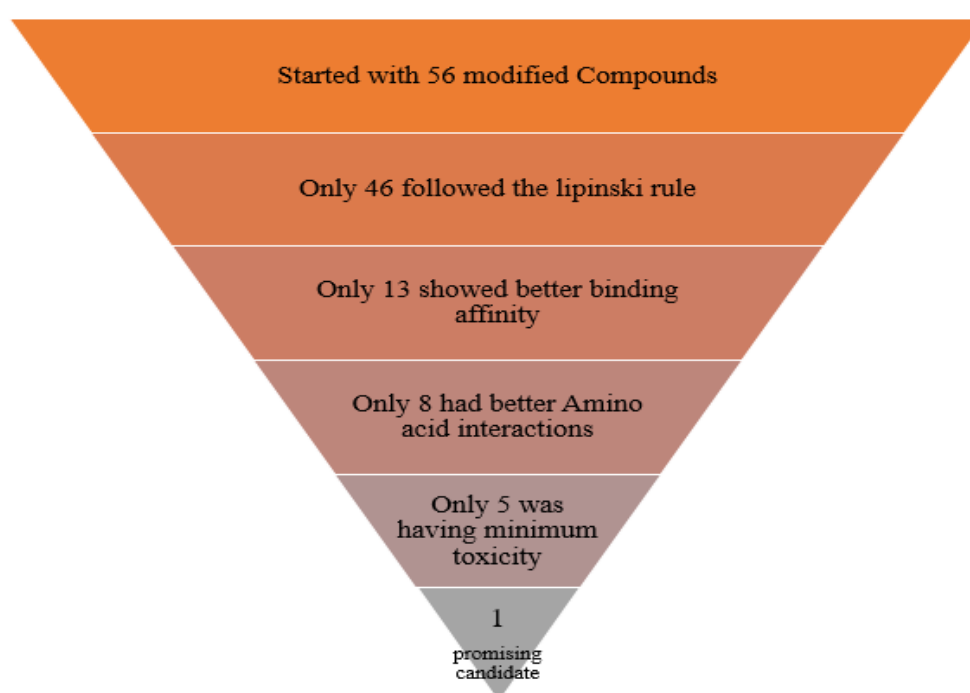 Started with 56 modified Compounds
Only 46 followed the lipinski rule
Only 13 showed better binding
affinity
Only 8 had better Amino
acid interactions
Only 5 was
having minimum
toxicity
1
promising
candidate